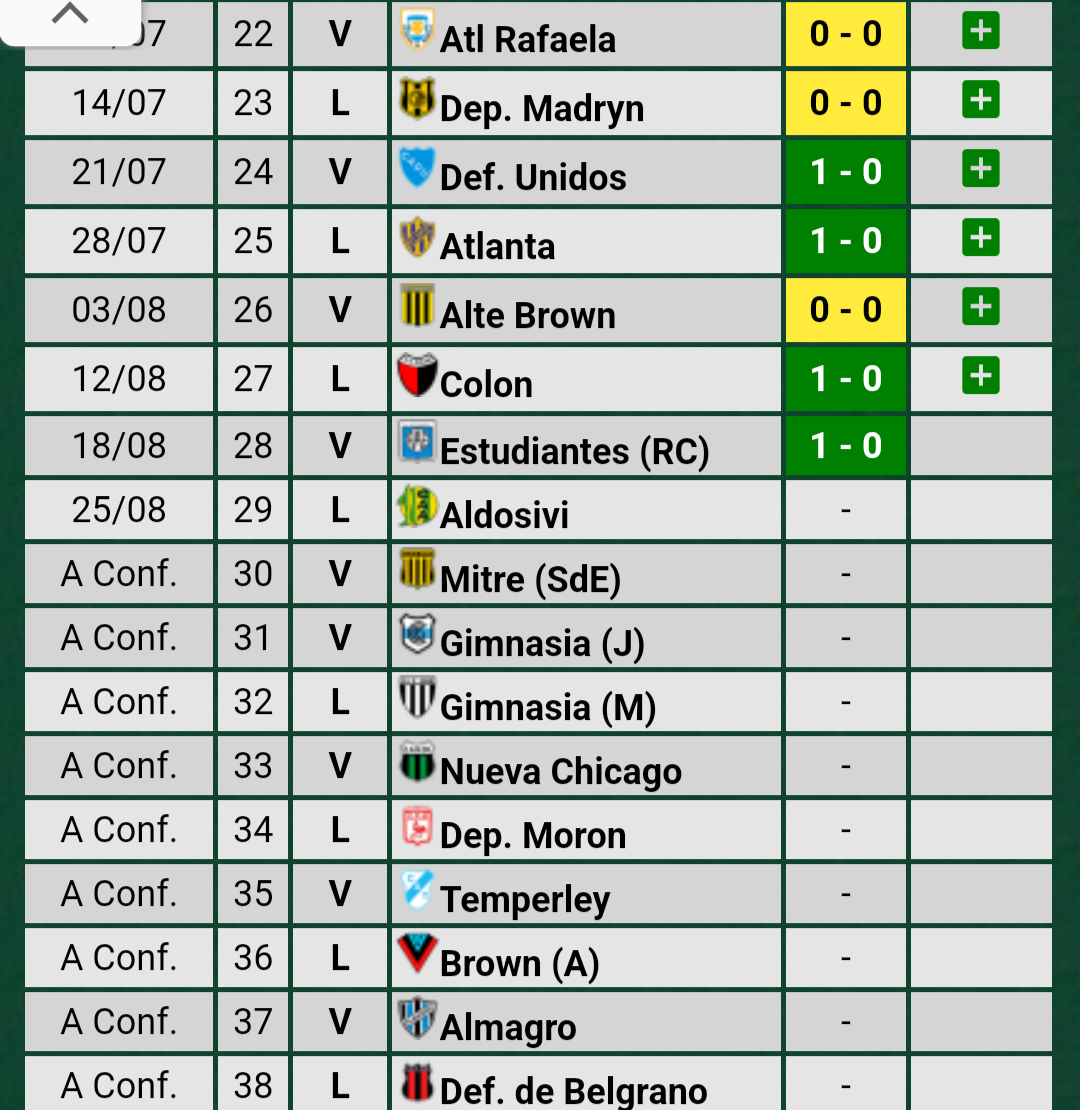 /07 22 V Atl Rafaela 0 - 0 +
14/07 23 L Dep. Madryn 0 - 0 +
21/07 24 V Def. Unidos 1 - 0 +
28/07 25 L Atlanta 1 - 0 +
03/08 26 V Alte Brown 0 - 0 +
12/08 27 L Colon 1 - 0 +
18/08 28 V Estudiantes (RC) 1 - 0
25/08 29 L Aldosivi -
A Conf. 30 V Mitre (SdE) -
A Conf. 31 V Gimnasia (J) -
A Conf. 32 L Gimnasia (M) -
A Conf. 33 V Nueva Chicago -
A Conf. 34 L Dep. Moron -
A Conf. 35 V Temperley -
A Conf. 36 L Brown (A) -
A Conf. 37 V Almagro -
A Conf. 38 L Def. de Belgrano -